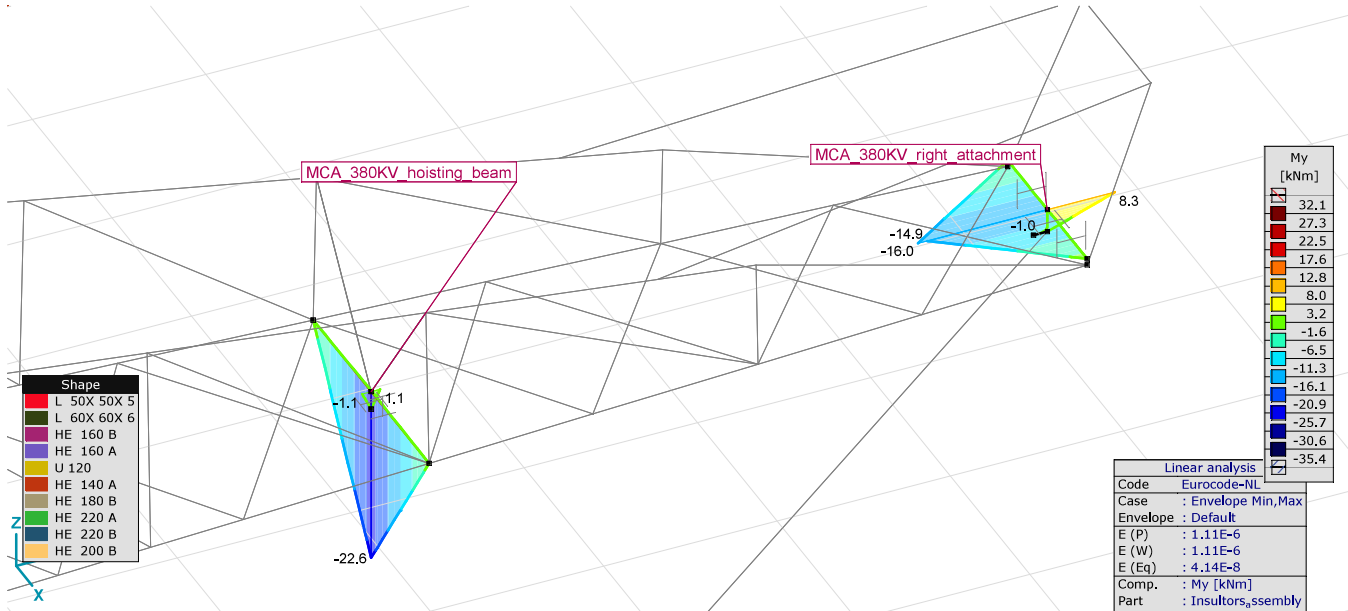 MCA_380KV_hoisting_beam
MCA_380KV_right_attachment
8.3
-1.0
-14.9
-16.0
-1.1
1.1
-22.6
My
[kNm]
32.1
27.3
22.5
17.6
12.8
8.0
3.2
-1.6
-6.5
-11.3
-16.1
-20.9
-25.7
-30.6
-35.4
Shape
L 50X 50X 5
L 60X 60X 6
HE 160 B
HE 160 A
U 120
HE 140 A
HE 180 B
HE 220 A
HE 220 B
HE 200 B
Z
X
Linear analysis
Code Eurocode-NL
Case : Envelope Min,Max
Envelope : Default
E (P) : 1.11E-6
E (W) : 1.11E-6
E (Eq) : 4.14E-8
Comp. : My [kNm]
Part : Insultors_assembly